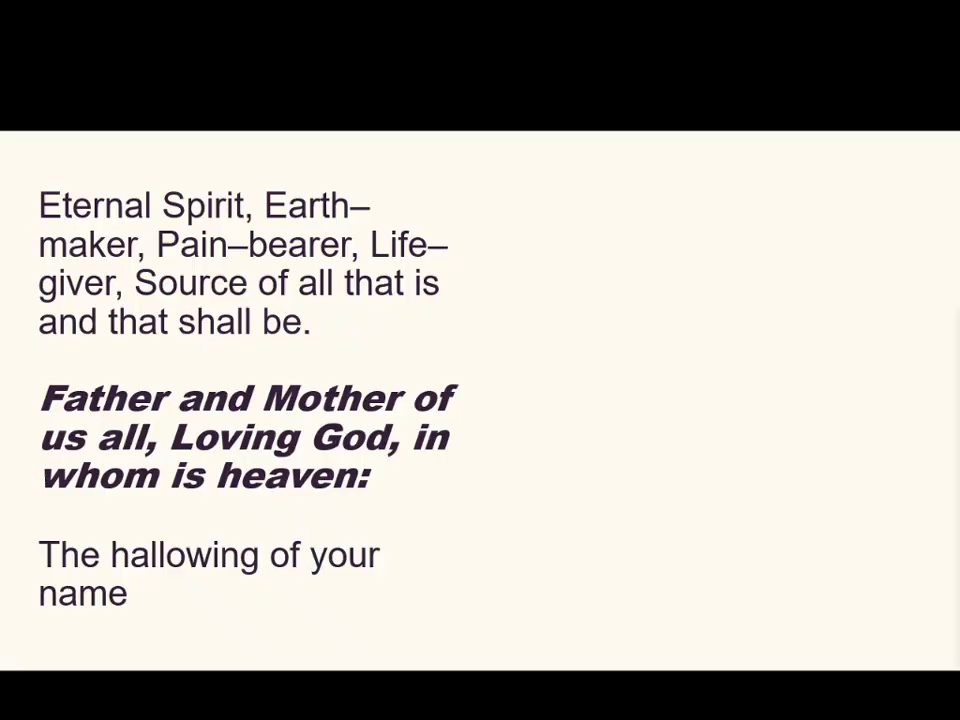 Eternal Spirit, Earth–
maker, Pain–bearer, Life–
giver, Source of all that is
and that shall be.
Father and Mother of
us all, Loving God, in
whom is heaven:
The hallowing of your
name